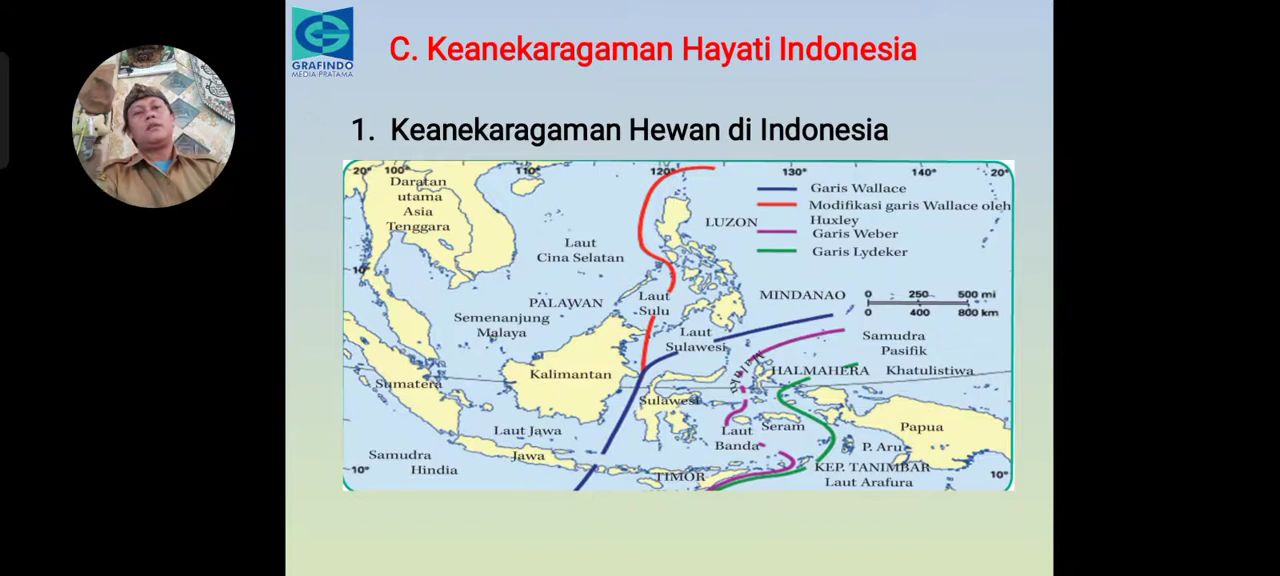 GRAFINDO
MEDIA PRATAMA
C. Keanekaragaman Hayati Indonesia
1. Keanekaragaman Hewan di Indonesia
20° 100° 110° 120° 130° 140° 20°
Daratan
utama
Asia
Tenggara
Garis Wallace
Modifikasi garis Wallace oleh
Huxley
Garis Weber
Garis Lydeker
LUZON
Laut
Cina Selatan
10°
PALAWAN
Laut
Sulu
MINDANAO
0 250 500 mi
0 400 800 km
Semenanjung
Malaya
Laut
Sulawesi
Samudra
Pasifik
Maluku
HALMAHERA
Khatulistiwa
Sumatera
Kalimantan
Sulawesi
Laut Jawa
Laut
Banda
Seram
Papua
P. Aru
Samudra
Hindia
Jawa
10°
TIMOR
KEP. TANIMBAR
Laut Arafura
10°